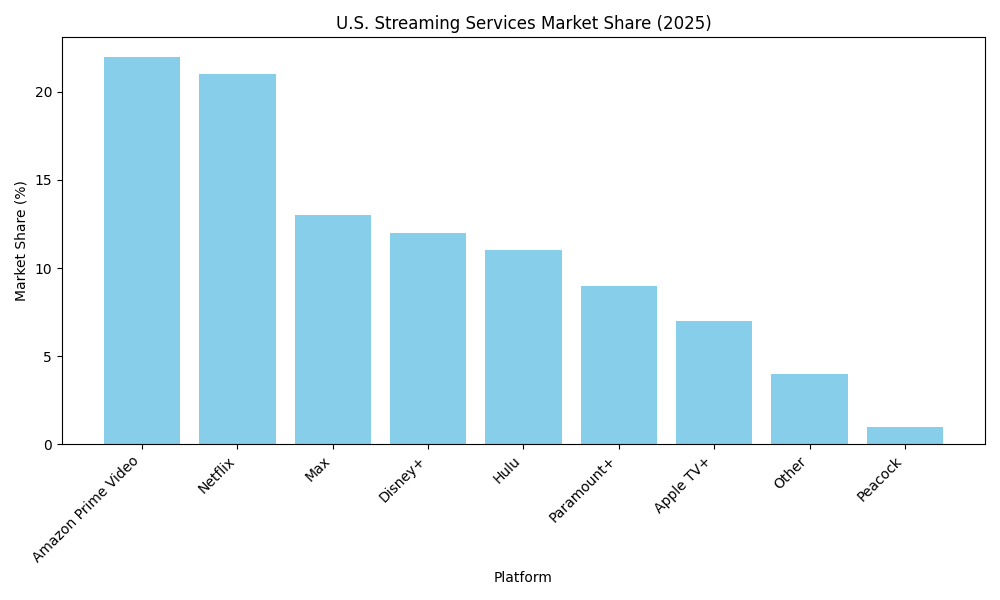 U.S. Streaming Services Market Share (2025)
Market Share (%)
20
15
10
5
0
Amazon Prime Video
Netflix
Max
Disney+
Hulu
Paramount+
Apple TV+
Other
Peacock
Platform